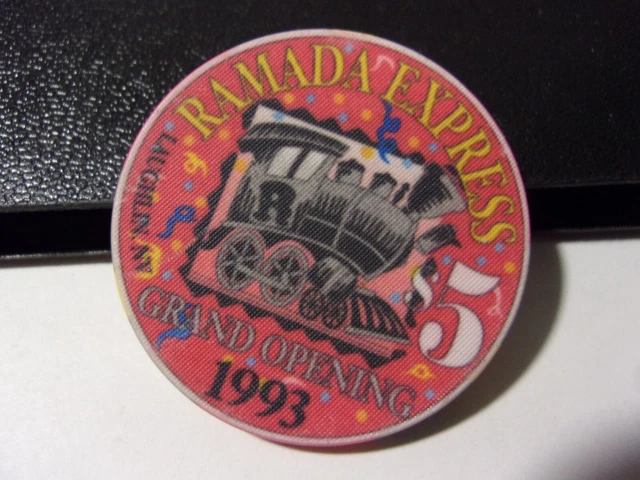 RAMADA EXPRESS
LAUGHLIN, NV
R
$5
GRAND OPENING
1993